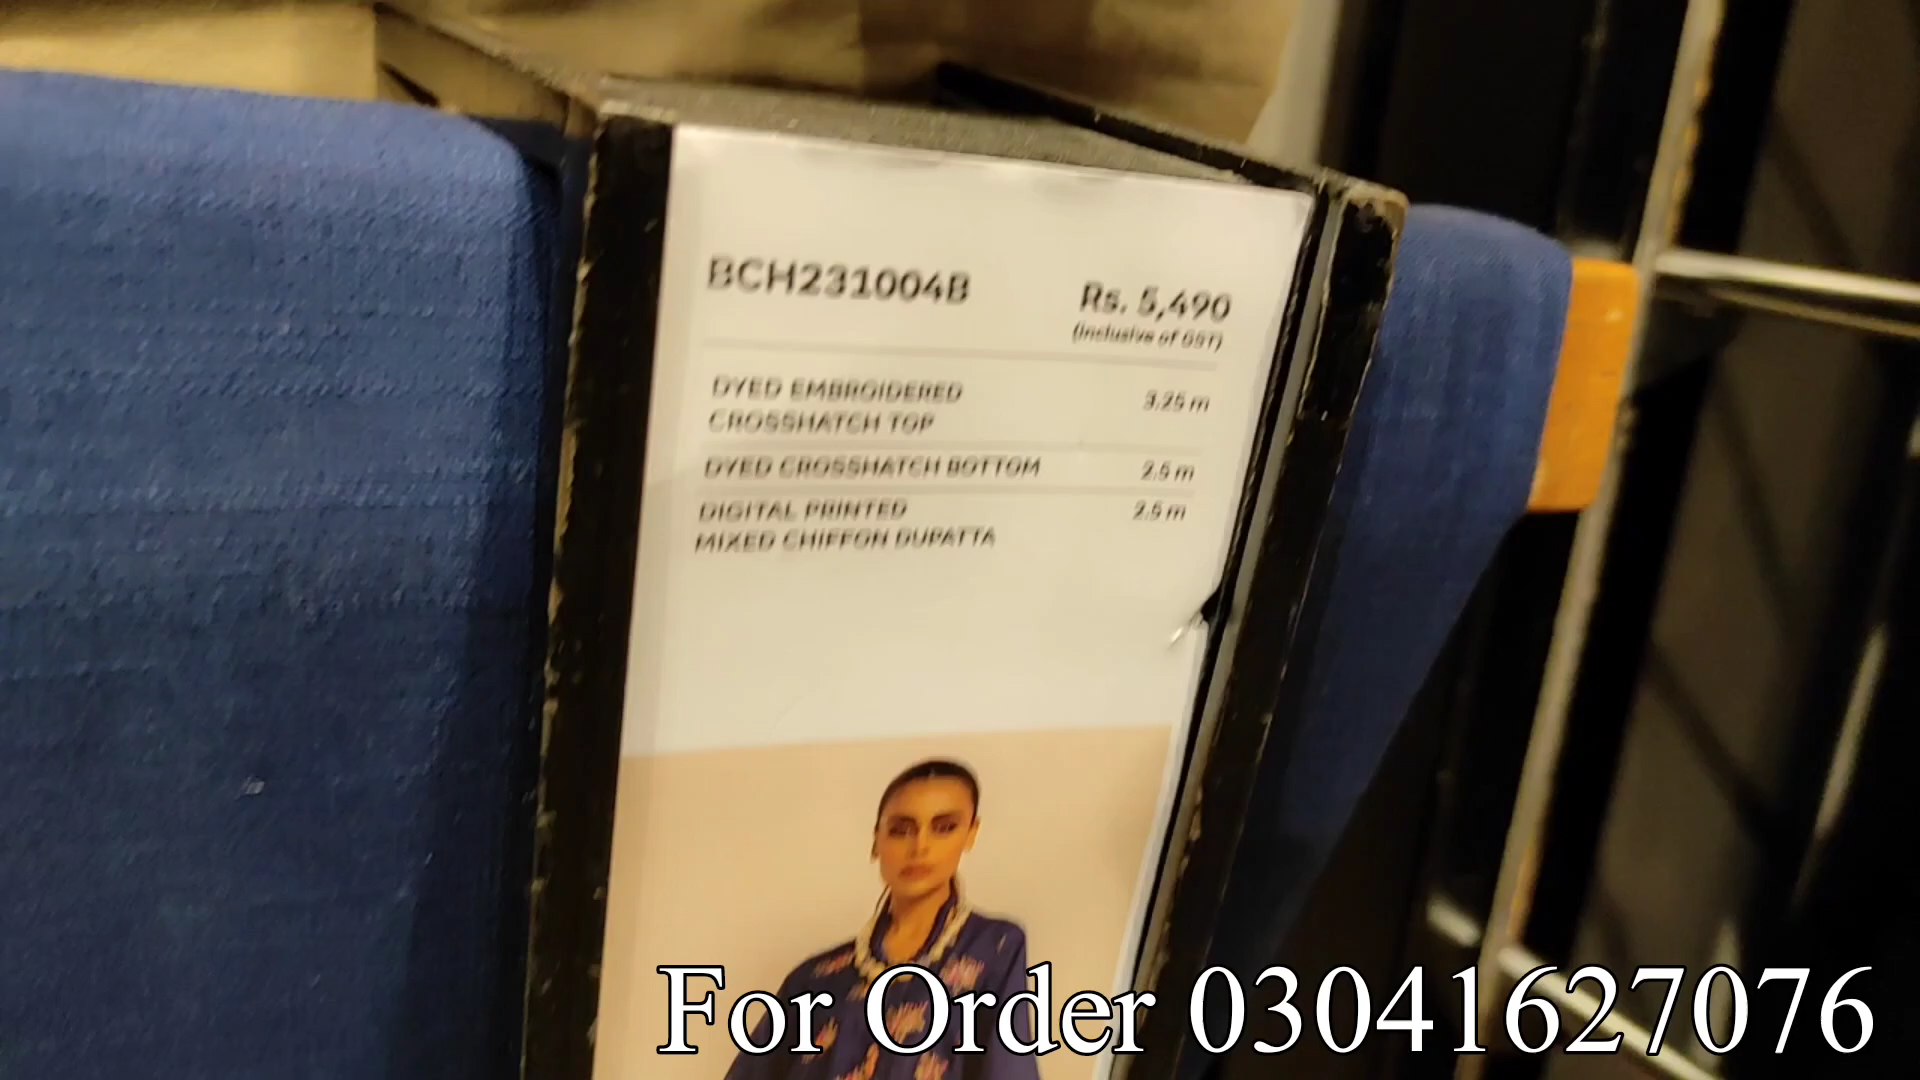 BCH231004B Rs. 5,490
(inclusive of GST)
DYED EMBROIDERED 3.25 m
CROSSHATCH TOP
DYED CROSSHATCH BOTTOM 2.5 m
DIGITAL PRINTED 2.5 m
MIXED CHIFFON DUPATTA
For Order 03041627076